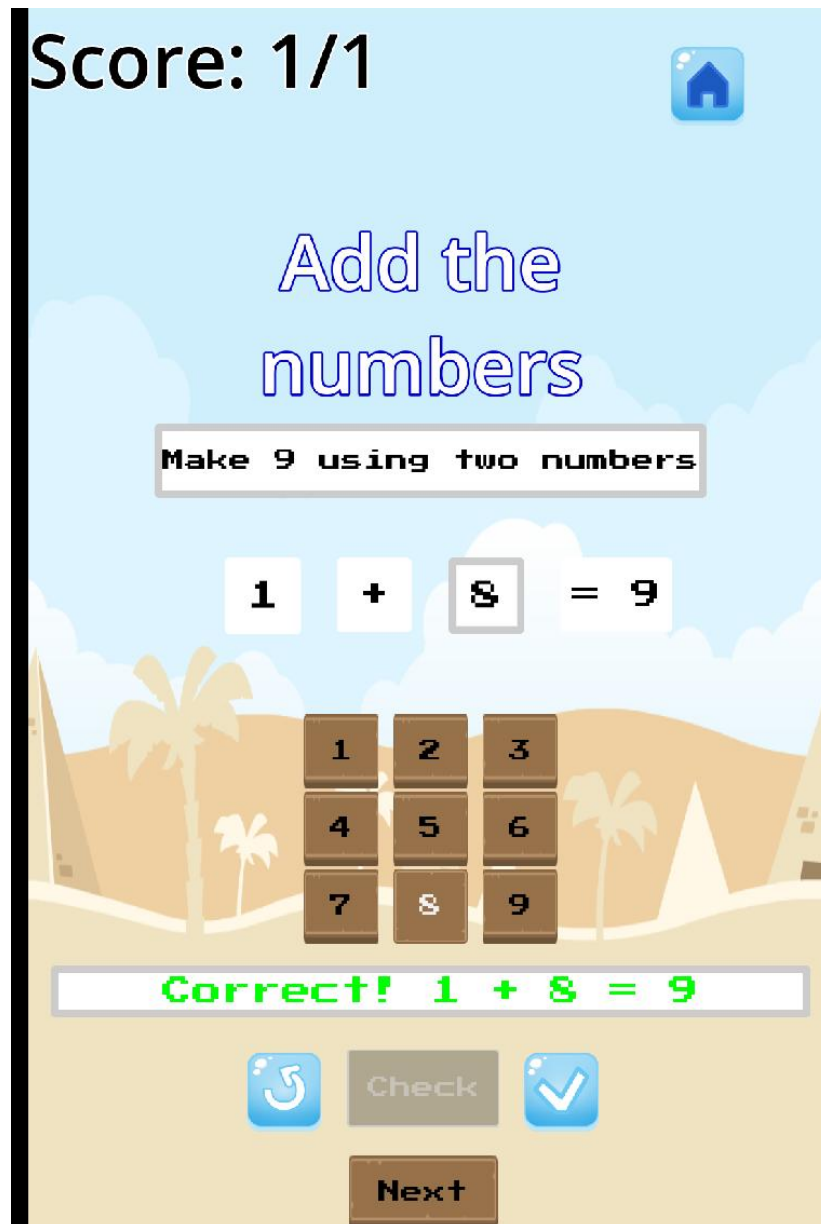 Score: 1/1
Add the
numbers
Make 9 using two numbers
1 + 8 = 9
1 2 3
4 5 6
7 8 9
Correct! 1 + 8 = 9
Check
Next